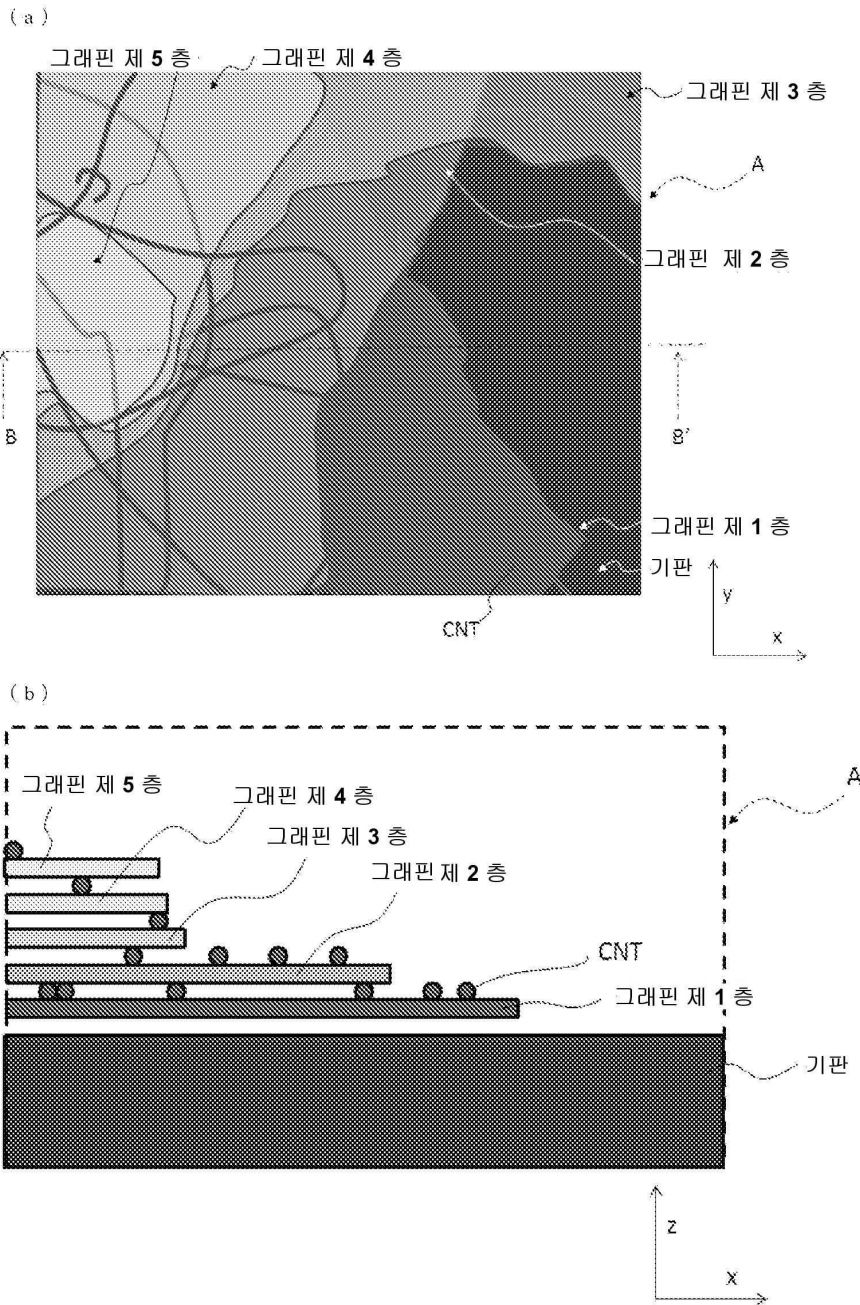 (a)
그래핀 제 5 층
그래핀 제 4 층
그래핀 제 3 층
A
그래핀 제 2 층
B
B'
그래핀 제 1 층
기판
CNT
y
x
(b)
그래핀 제 5 층
그래핀 제 4 층
그래핀 제 3 층
그래핀 제 2 층
A
CNT
그래핀 제 1 층
기판
z
x